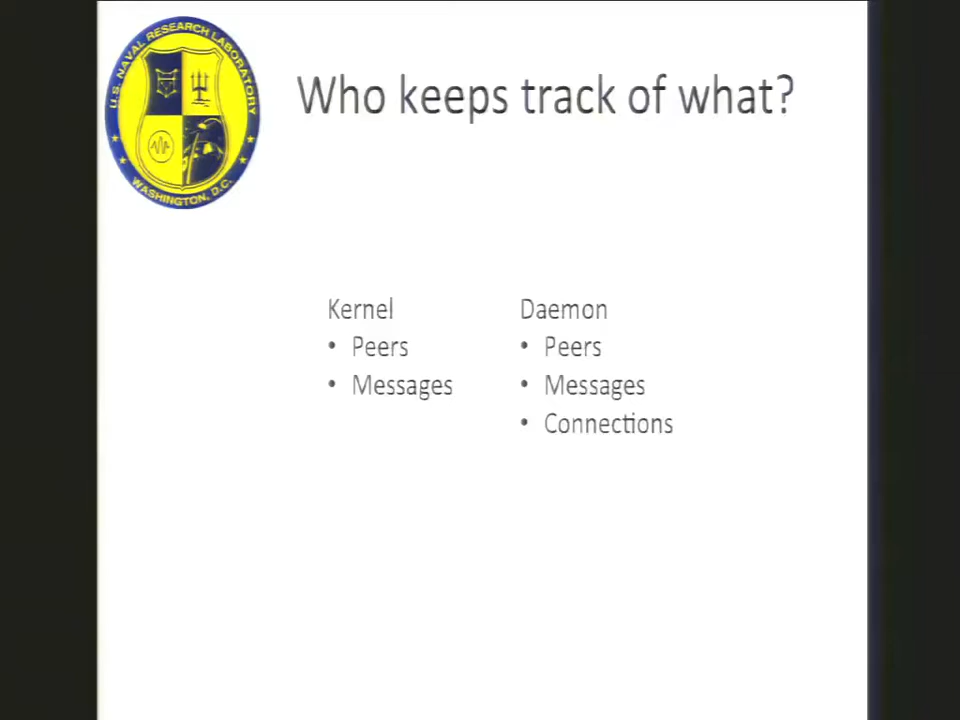 U.S. NAVAL RESEARCH LABORATORY
WASHINGTON, D.C.
Who keeps track of what?
Kernel
• Peers
• Messages
Daemon
• Peers
• Messages
• Connections